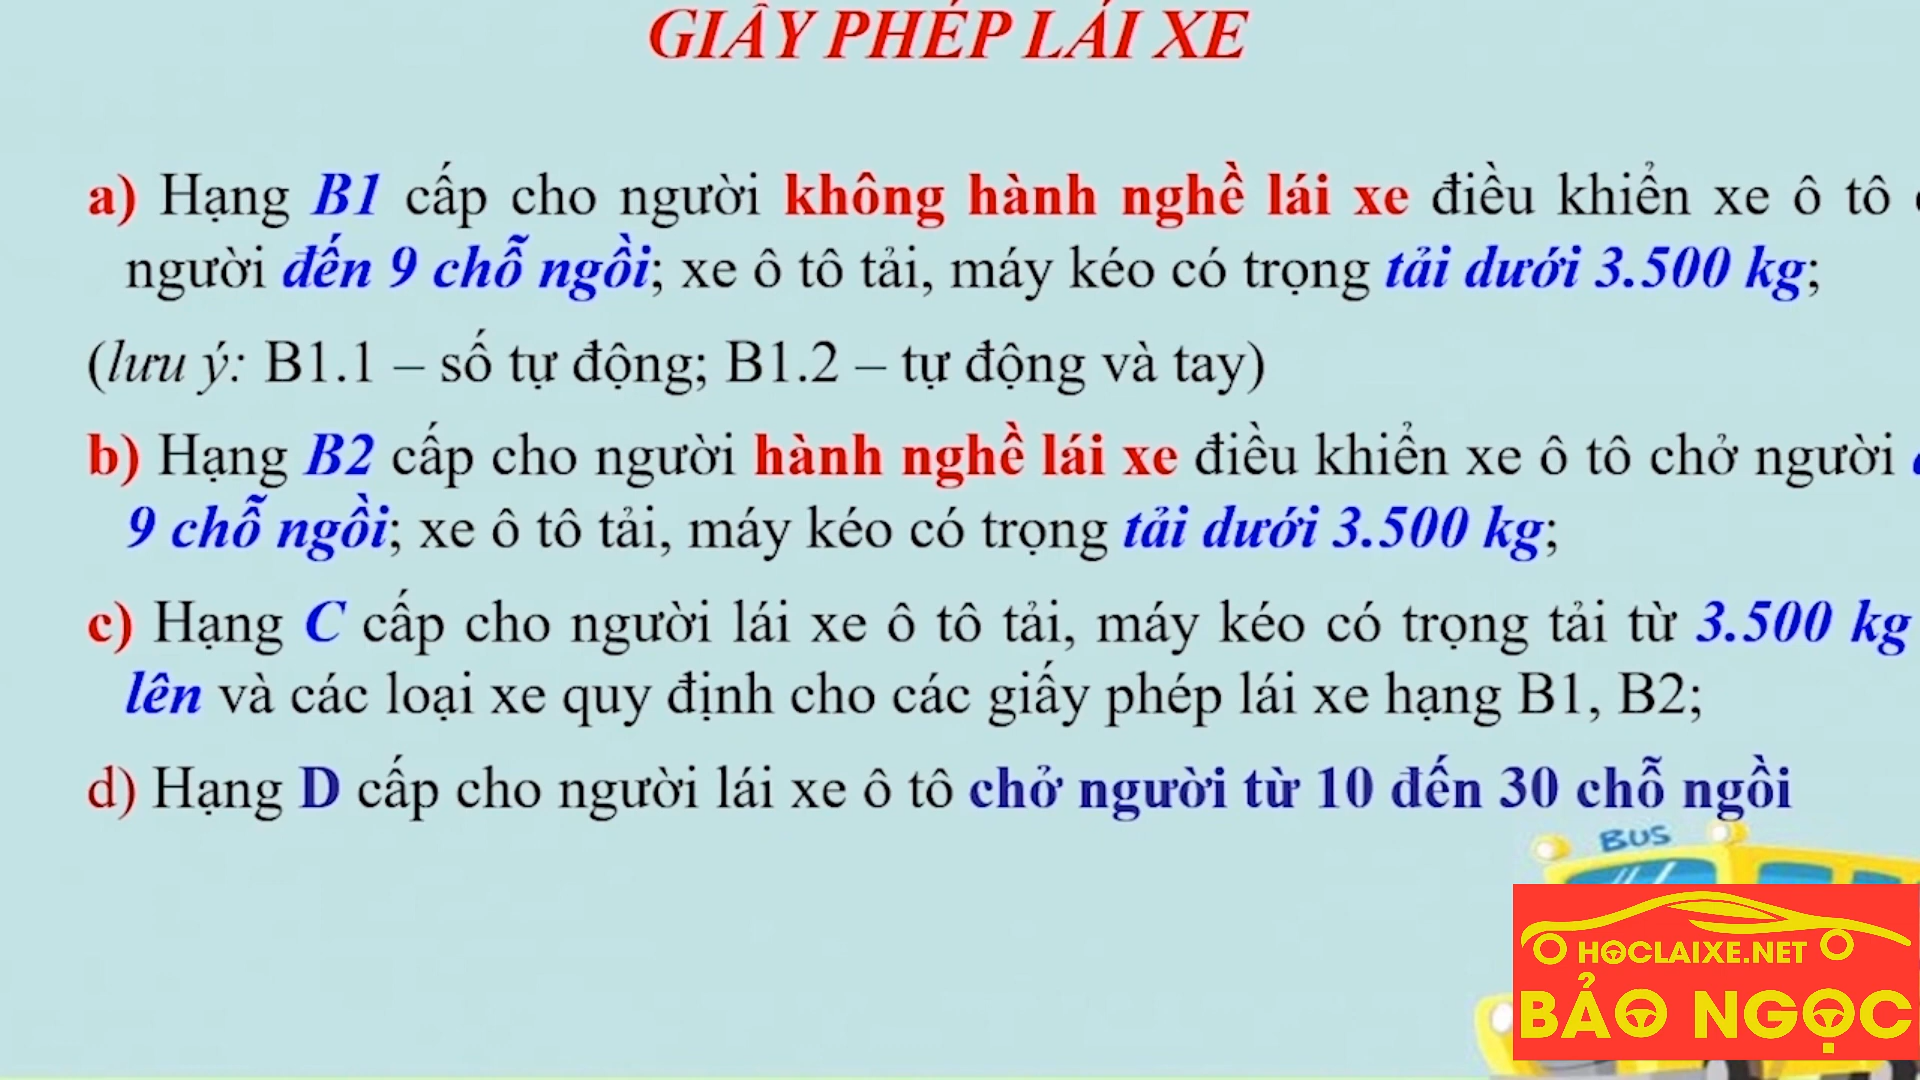 GIẤY PHÉP LÁI XE
a) Hạng B1 cấp cho người không hành nghề lái xe điều khiển xe ô tô
người đến 9 chỗ ngồi; xe ô tô tải, máy kéo có trọng tải dưới 3.500 kg;
(lưu ý: B1.1 – số tự động; B1.2 – tự động và tay)
b) Hạng B2 cấp cho người hành nghề lái xe điều khiển xe ô tô chở người
9 chỗ ngồi; xe ô tô tải, máy kéo có trọng tải dưới 3.500 kg;
c) Hạng C cấp cho người lái xe ô tô tải, máy kéo có trọng tải từ 3.500 kg
lên và các loại xe quy định cho các giấy phép lái xe hạng B1, B2;
d) Hạng D cấp cho người lái xe ô tô chở người từ 10 đến 30 chỗ ngồi
BUS
HOCLAIXE.NET
BẢO NGỌC